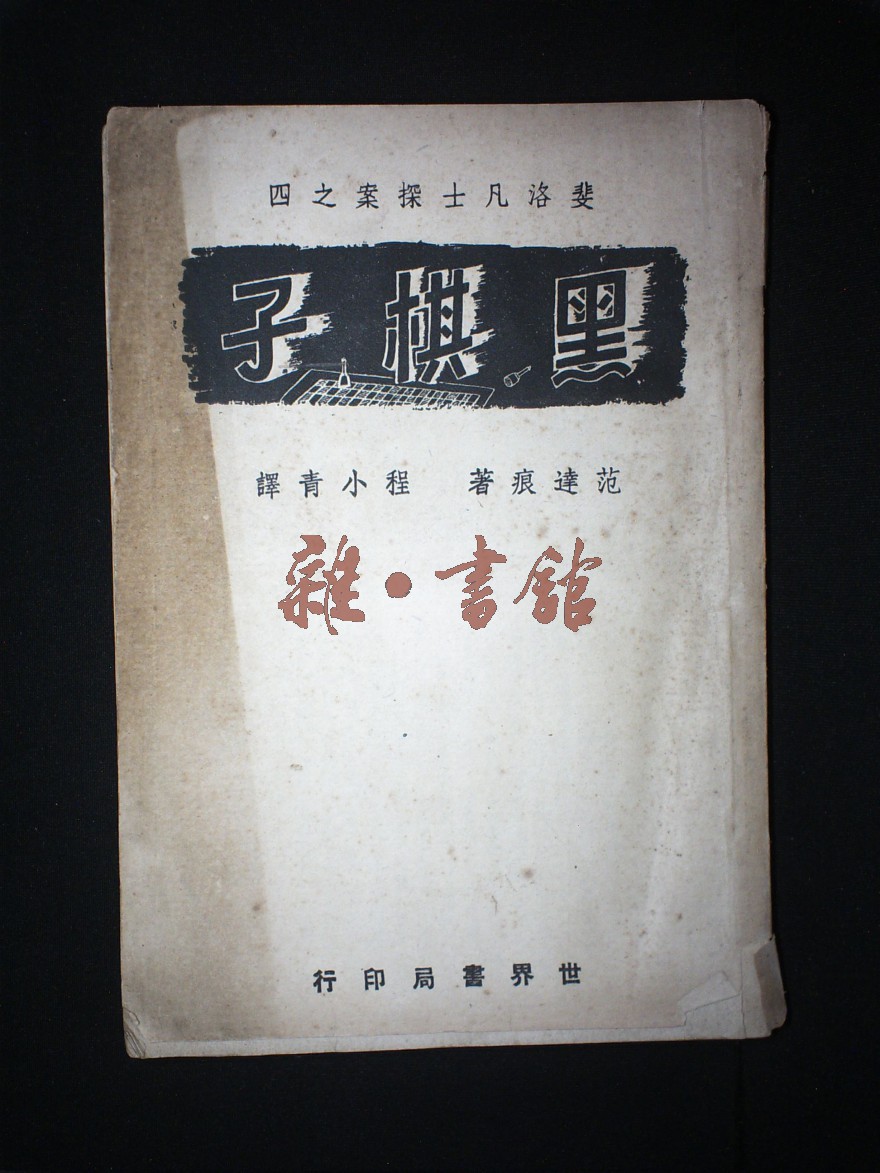 斐洛凡士探案之四
黑棋子
范達痕著 程小青譯
雜•書館
世界書局印行